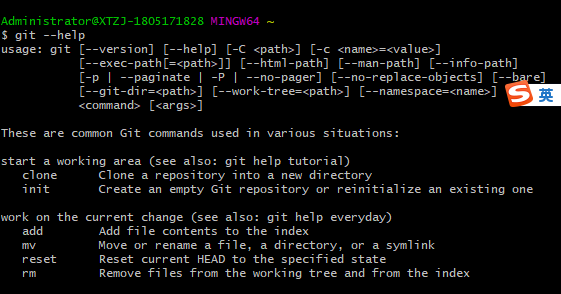 Administrator@XTZJ-1805171828 MINGW64 ~
$ git --help
usage: git [--version] [--help] [-C <path>] [-c <name>=<value>]
           [--exec-path[=<path>]] [--html-path] [--man-path] [--info-path]
           [-p | --paginate | -P | --no-pager] [--no-replace-objects] [--bare]
           [--git-dir=<path>] [--work-tree=<path>] [--namespace=<name>]
           <command> [<args>]
S 英

These are common Git commands used in various situations:

start a working area (see also: git help tutorial)
   clone      Clone a repository into a new directory
   init       Create an empty Git repository or reinitialize an existing one

work on the current change (see also: git help everyday)
   add        Add file contents to the index
   mv         Move or rename a file, a directory, or a symlink
   reset      Reset current HEAD to the specified state
   rm         Remove files from the working tree and from the index